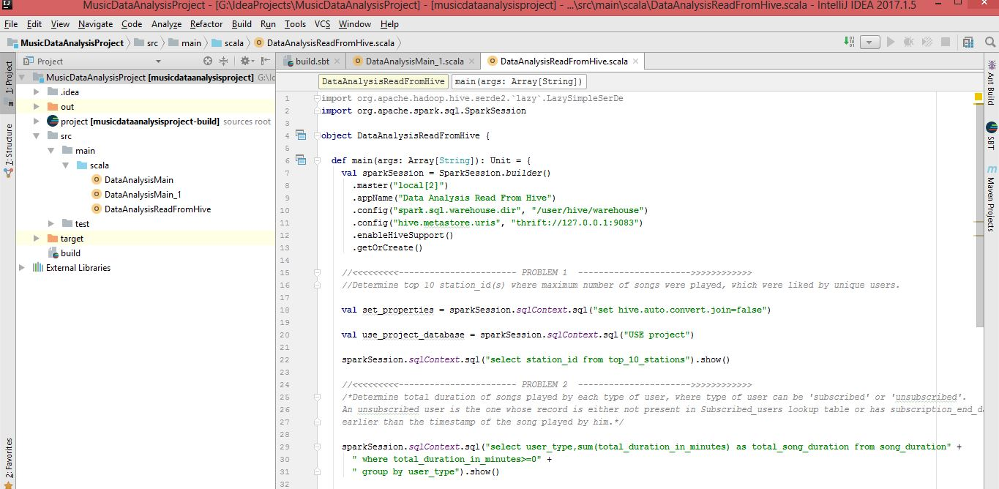 MusicDataAnalysisProject - [G:\IdeaProjects\MusicDataAnalysisProject] - [musicdataanalysisproject] - ...\src\main\scala\DataAnalysisReadFromHive.scala - IntelliJ IDEA 2017.1.5
File Edit View Navigate Code Analyze Refactor Build Run Tools VCS Window Help
MusicDataAnalysisProject src main scala DataAnalysisReadFromHive.scala
Project
build.sbt DataAnalysisMain_1.scala DataAnalysisReadFromHive.scala
1: Project
7: Structure
2: Favorites
MusicDataAnalysisProject [musicdataanalysisproject] G:\Id
.idea
out
project [musicdataanalysisproject-build] sources root
src
main
scala
DataAnalysisMain
DataAnalysisMain_1
DataAnalysisReadFromHive
test
target
build
External Libraries
DataAnalysisReadFromHive main(args: Array[String])
1 import org.apache.hadoop.hive.serde2.`lazy`.LazySimpleSerDe
2 import org.apache.spark.sql.SparkSession
3
4 object DataAnalysisReadFromHive {
5
6 def main(args: Array[String]): Unit = {
7 val sparkSession = SparkSession.builder()
8 .master("local[2]")
9 .appName("Data Analysis Read From Hive")
10 .config("spark.sql.warehouse.dir", "/user/hive/warehouse")
11 .config("hive.metastore.uris", "thrift://127.0.0.1:9083")
12 .enableHiveSupport()
13 .getOrCreate()
14
15 //<<<<<<<<<----------------------- PROBLEM 1 ---------------------->>>>>>>>>>>>
16 //Determine top 10 station_id(s) where maximum number of songs were played, which were liked by unique users.
17
18 val set_properties = sparkSession.sqlContext.sql("set hive.auto.convert.join=false")
19
20 val use_project_database = sparkSession.sqlContext.sql("USE project")
21
22 sparkSession.sqlContext.sql("select station_id from top_10_stations").show()
23
24 //<<<<<<<<<----------------------- PROBLEM 2 ---------------------->>>>>>>>>>>>
25 /*Determine total duration of songs played by each type of user, where type of user can be 'subscribed' or 'unsubscribed'.
26 An unsubscribed user is the one whose record is either not present in Subscribed_users lookup table or has subscription_end_da
27 earlier than the timestamp of the song played by him.*/
28
29 sparkSession.sqlContext.sql("select user_type,sum(total_duration_in_minutes) as total_song_duration from song_duration" +
30 " where total_duration_in_minutes>=0" +
31 " group by user_type").show()
32
Ant Build
SBT
Maven Projects